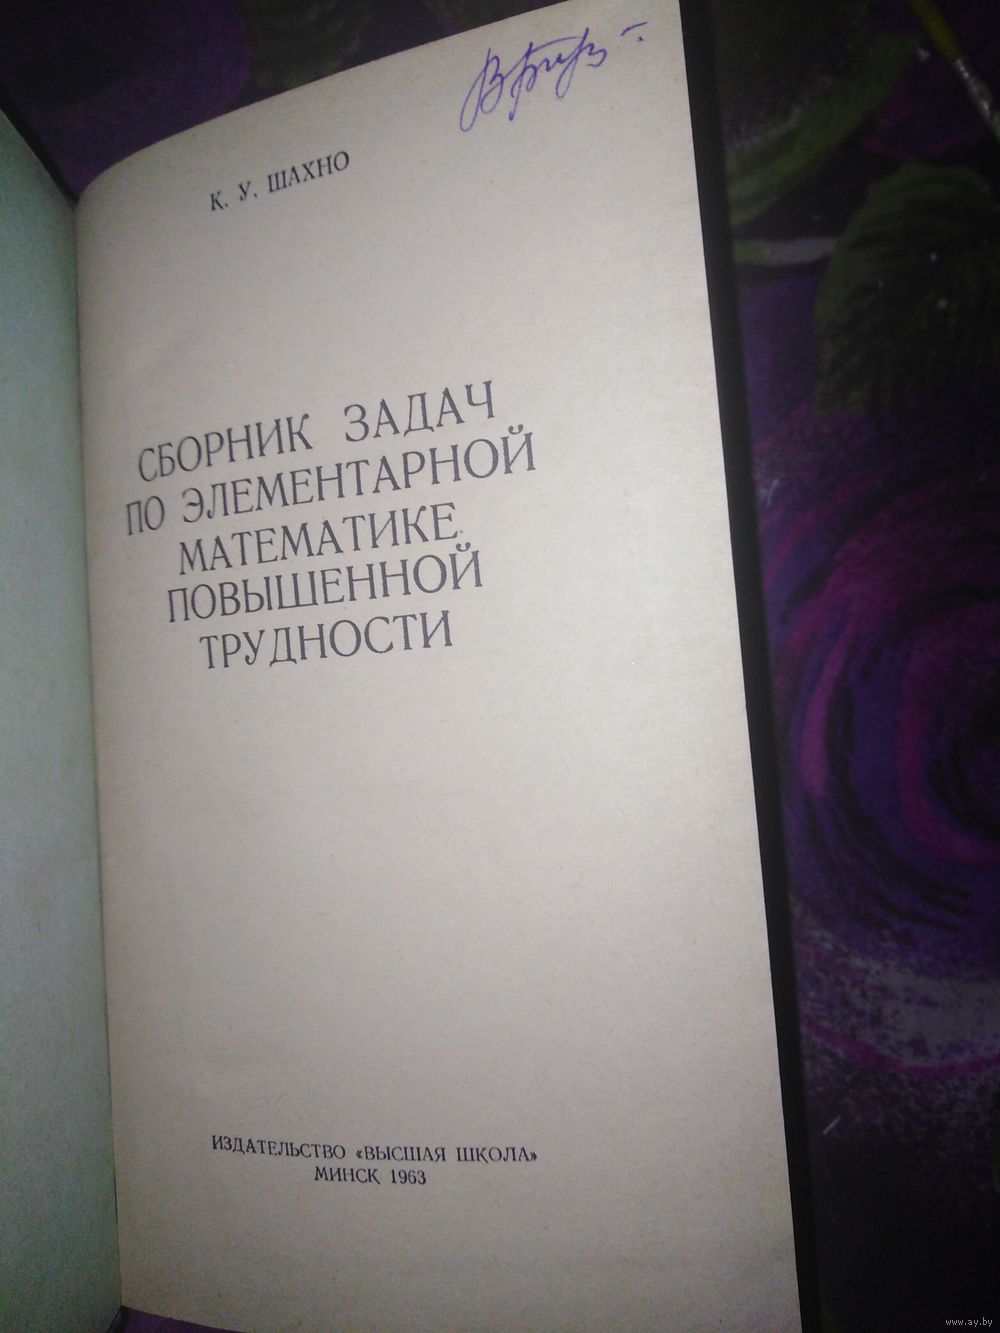 К. У. ШАХНО
СБОРНИК ЗАДАЧ
ПО ЭЛЕМЕНТАРНОЙ
МАТЕМАТИКЕ
ПОВЫШЕННОЙ
ТРУДНОСТИ
ИЗДАТЕЛЬСТВО «ВЫСШАЯ ШКОЛА»
МИНСК 1963
www.ay.by